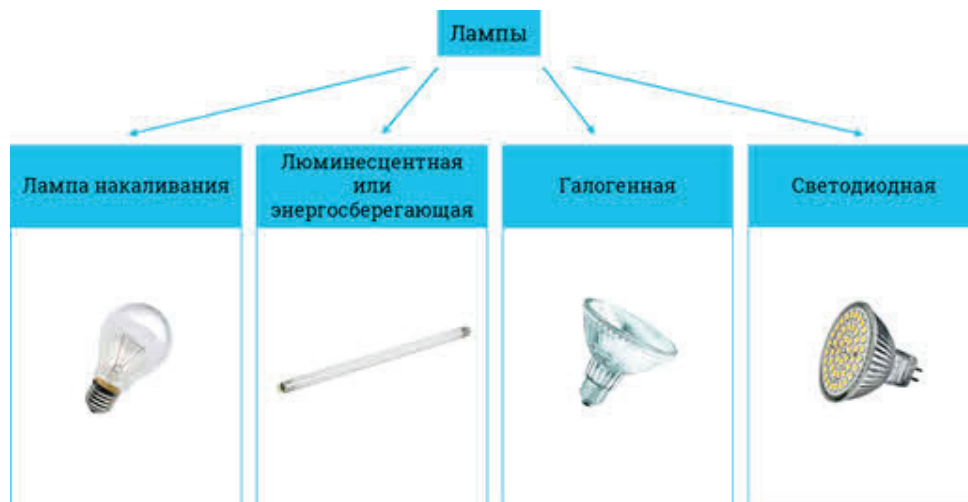 Лампы
Лампа накаливания
Люминесцентная
или
энергосберегающая
Галогенная
Светодиодная